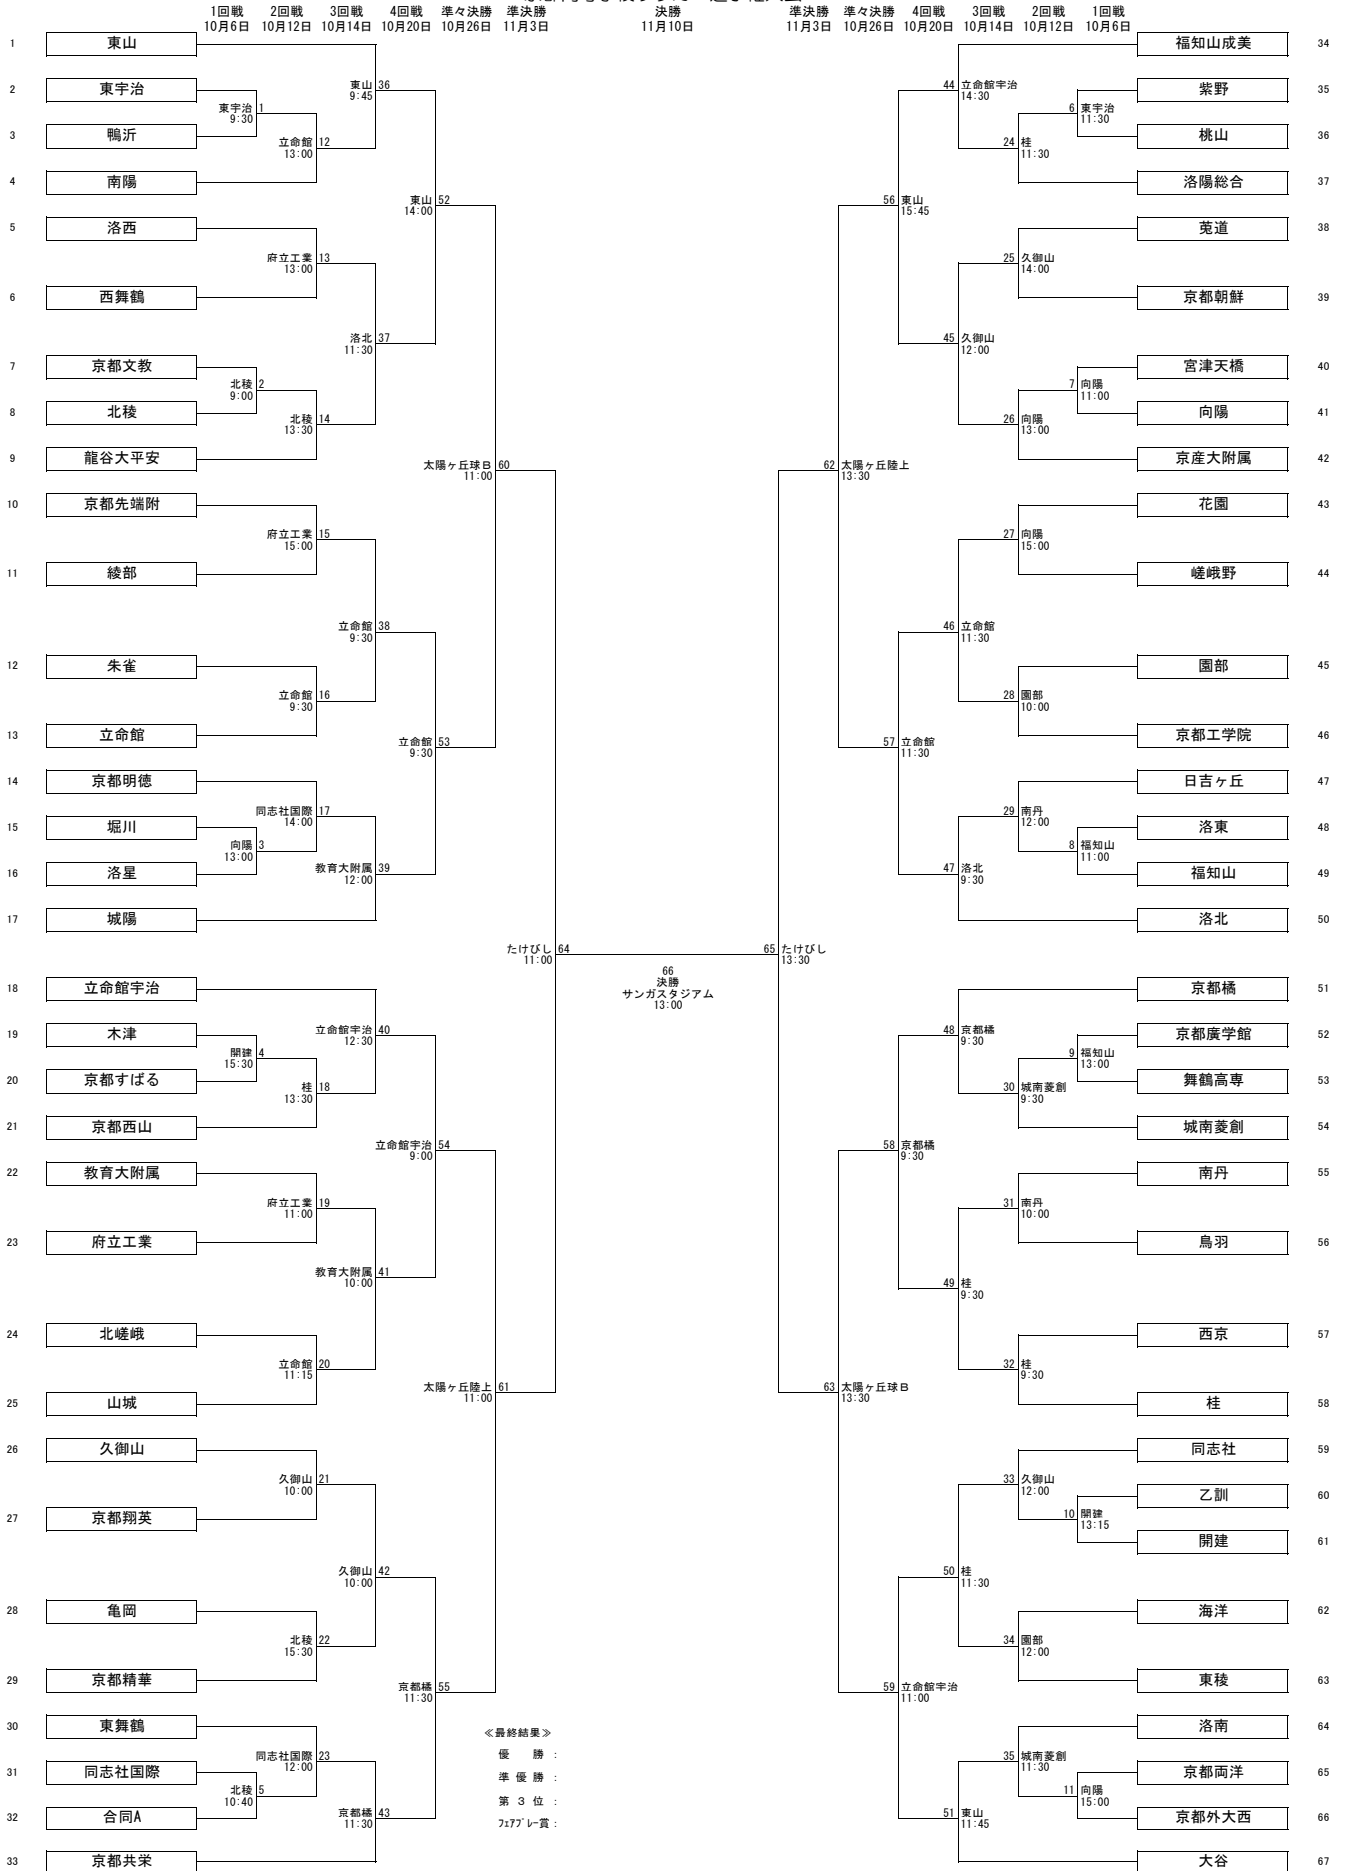 1回戦 2回戦 3回戦 4回戦 準々決勝 準決勝 決勝 準決勝 準々決勝 4回戦 3回戦 2回戦 1回戦
10月6日 10月12日 10月14日 10月20日 10月26日 11月3日 11月10日 11月3日 10月26日 10月20日 10月14日 10月12日 10月6日
1 東山
2 東宇治
3 鴨沂
4 南陽
5 洛西
6 西舞鶴
7 京都文教
8 北稜
9 龍谷大平安
10 京都先端附
11 綾部
12 朱雀
13 立命館
14 京都明徳
15 堀川
16 洛星
17 城陽
18 立命館宇治
19 木津
20 京都すばる
21 京都西山
22 教育大附属
23 府立工業
24 北嵯峨
25 山城
26 久御山
27 京都翔英
28 亀岡
29 京都精華
30 東舞鶴
31 同志社国際
32 合同A
33 京都共栄
東宇治 1
9:30
北稜 2
9:00
向陽 3
13:00
開建 4
15:30
北稜 5
10:40
立命館 12
13:00
府立工業 13
13:00
北稜 14
13:30
府立工業 15
15:00
立命館 16
9:30
同志社国際 17
14:00
桂 18
13:30
府立工業 19
11:00
立命館 20
11:15
久御山 21
10:00
北稜 22
15:30
同志社国際 23
12:00
東山 36
9:45
洛北 37
11:30
立命館 38
9:30
教育大附属 39
12:00
立命館宇治 40
12:30
教育大附属 41
10:00
久御山 42
10:00
京都橘 43
11:30
東山 52
14:00
立命館 53
9:30
立命館宇治 54
9:00
京都橘 55
11:30
太陽ヶ丘球B 60
11:00
太陽ヶ丘陸上 61
11:00
たけびし 64
11:00
66
決勝
サンガスタジアム
13:00
65 たけびし
13:30
62 太陽ヶ丘陸上
13:30
63 太陽ヶ丘球B
13:30
56 東山
15:45
57 立命館
11:30
58 京都橘
9:30
59 立命館宇治
11:00
44 立命館宇治
14:30
45 久御山
12:00
46 立命館
11:30
47 洛北
9:30
48 京都橘
9:30
49 桂
9:30
50 桂
11:30
51 東山
11:45
24 桂
11:30
25 久御山
14:00
26 向陽
13:00
27 向陽
15:00
28 園部
10:00
29 南丹
12:00
30 城南菱創
9:30
31 南丹
10:00
32 桂
9:30
33 久御山
12:00
34 園部
12:00
35 城南菱創
11:30
6 東宇治
11:30
7 向陽
11:00
8 福知山
11:00
9 福知山
13:00
10 開建
13:15
11 向陽
15:00
福知山成美 34
紫野 35
桃山 36
洛陽総合 37
莵道 38
京都朝鮮 39
宮津天橋 40
向陽 41
京産大附属 42
花園 43
嵯峨野 44
園部 45
京都工学院 46
日吉ヶ丘 47
洛東 48
福知山 49
洛北 50
京都橘 51
京都廣学館 52
舞鶴高専 53
城南菱創 54
南丹 55
鳥羽 56
西京 57
桂 58
同志社 59
乙訓 60
開建 61
海洋 62
東稜 63
洛南 64
京都両洋 65
京都外大西 66
大谷 67
≪最終結果≫
優 勝 :
準 優 勝 :
第 3 位 :
フェアプレー賞 :